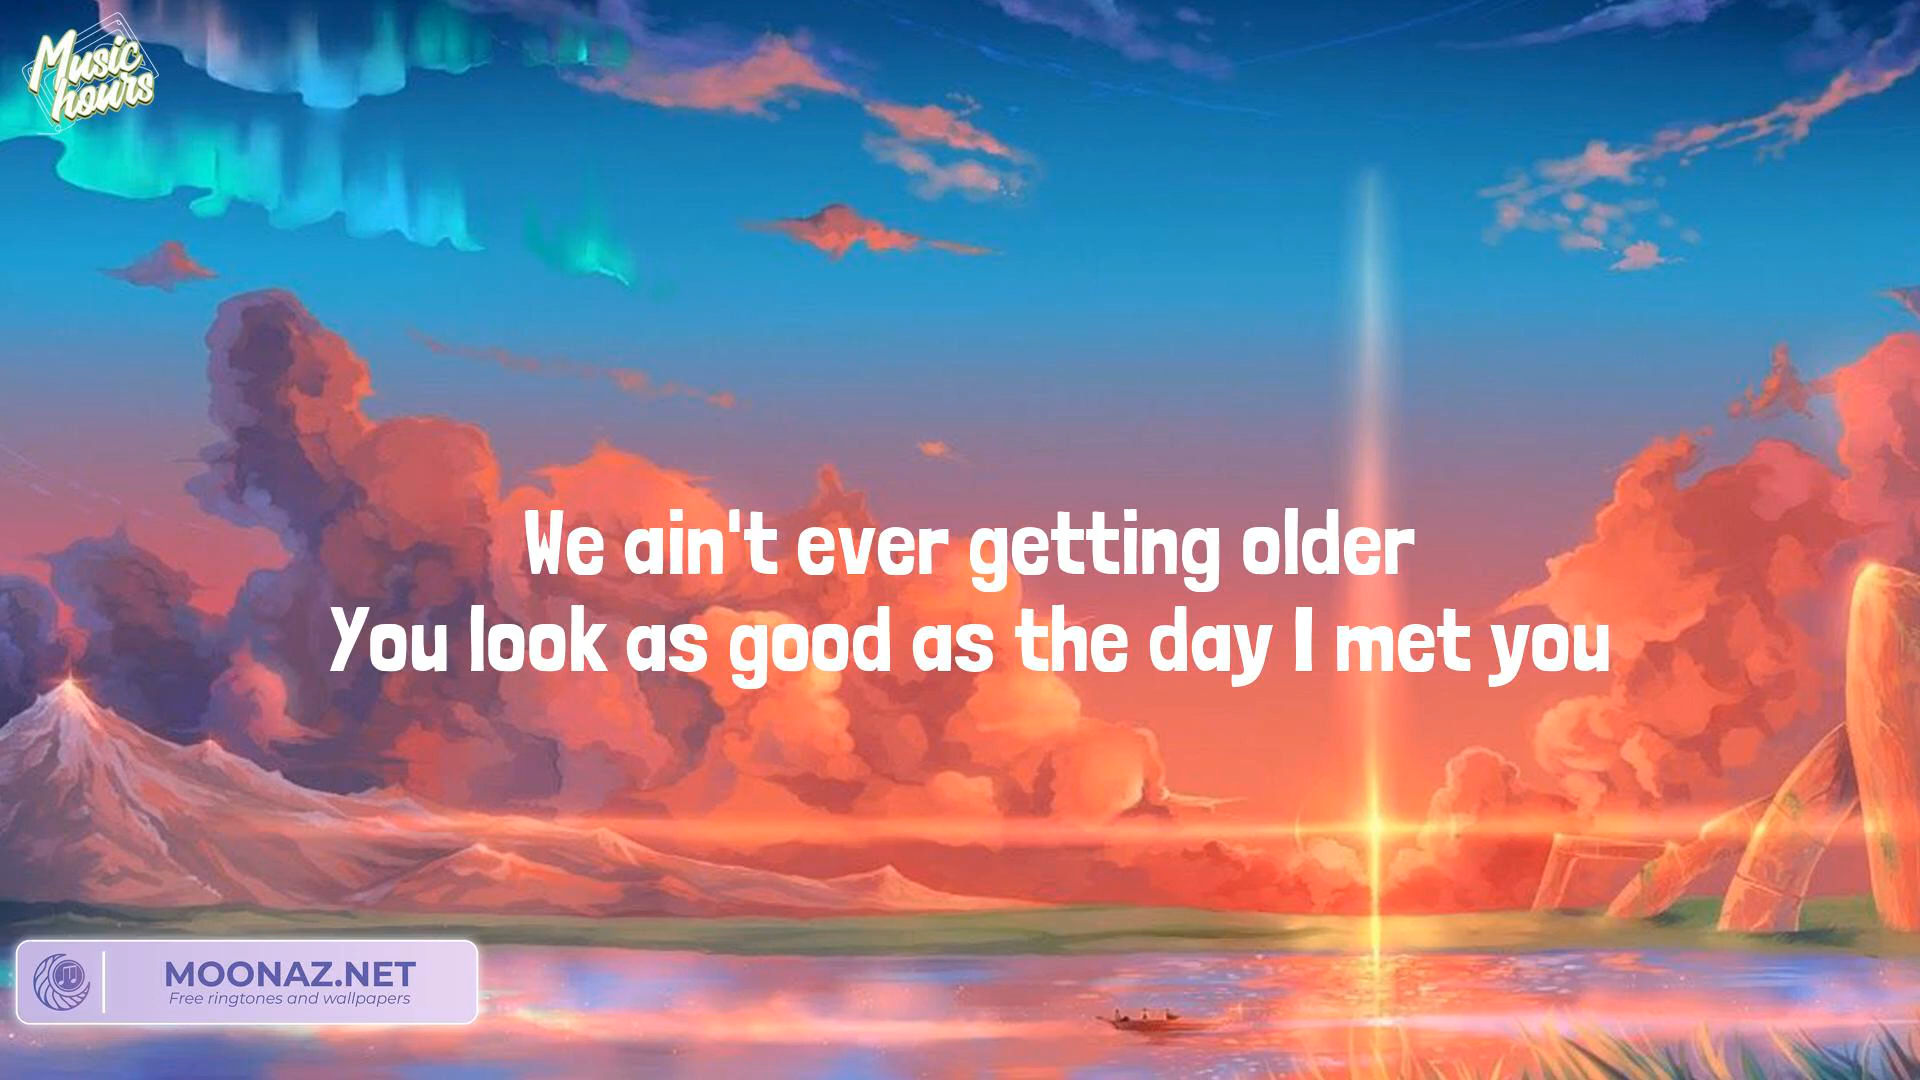 Music
hours
We ain't ever getting older
You look as good as the day I met you
MOONAZ.NET
Free ringtones and wallpapers